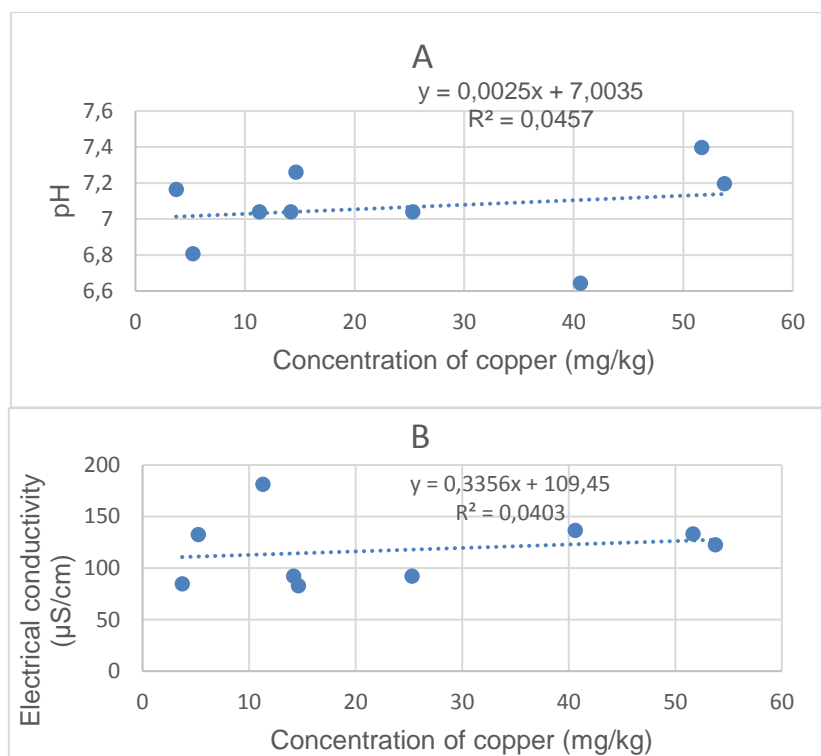 A
y = 0,0025x + 7,0035
R² = 0,0457
7,6
7,4
7,2
7
6,8
6,6
pH
0 10 20 30 40 50 60
Concentration of copper (mg/kg)
B
y = 0,3356x + 109,45
R² = 0,0403
200
150
100
50
0
Electrical conductivity
(µS/cm)
0 10 20 30 40 50 60
Concentration of copper (mg/kg)